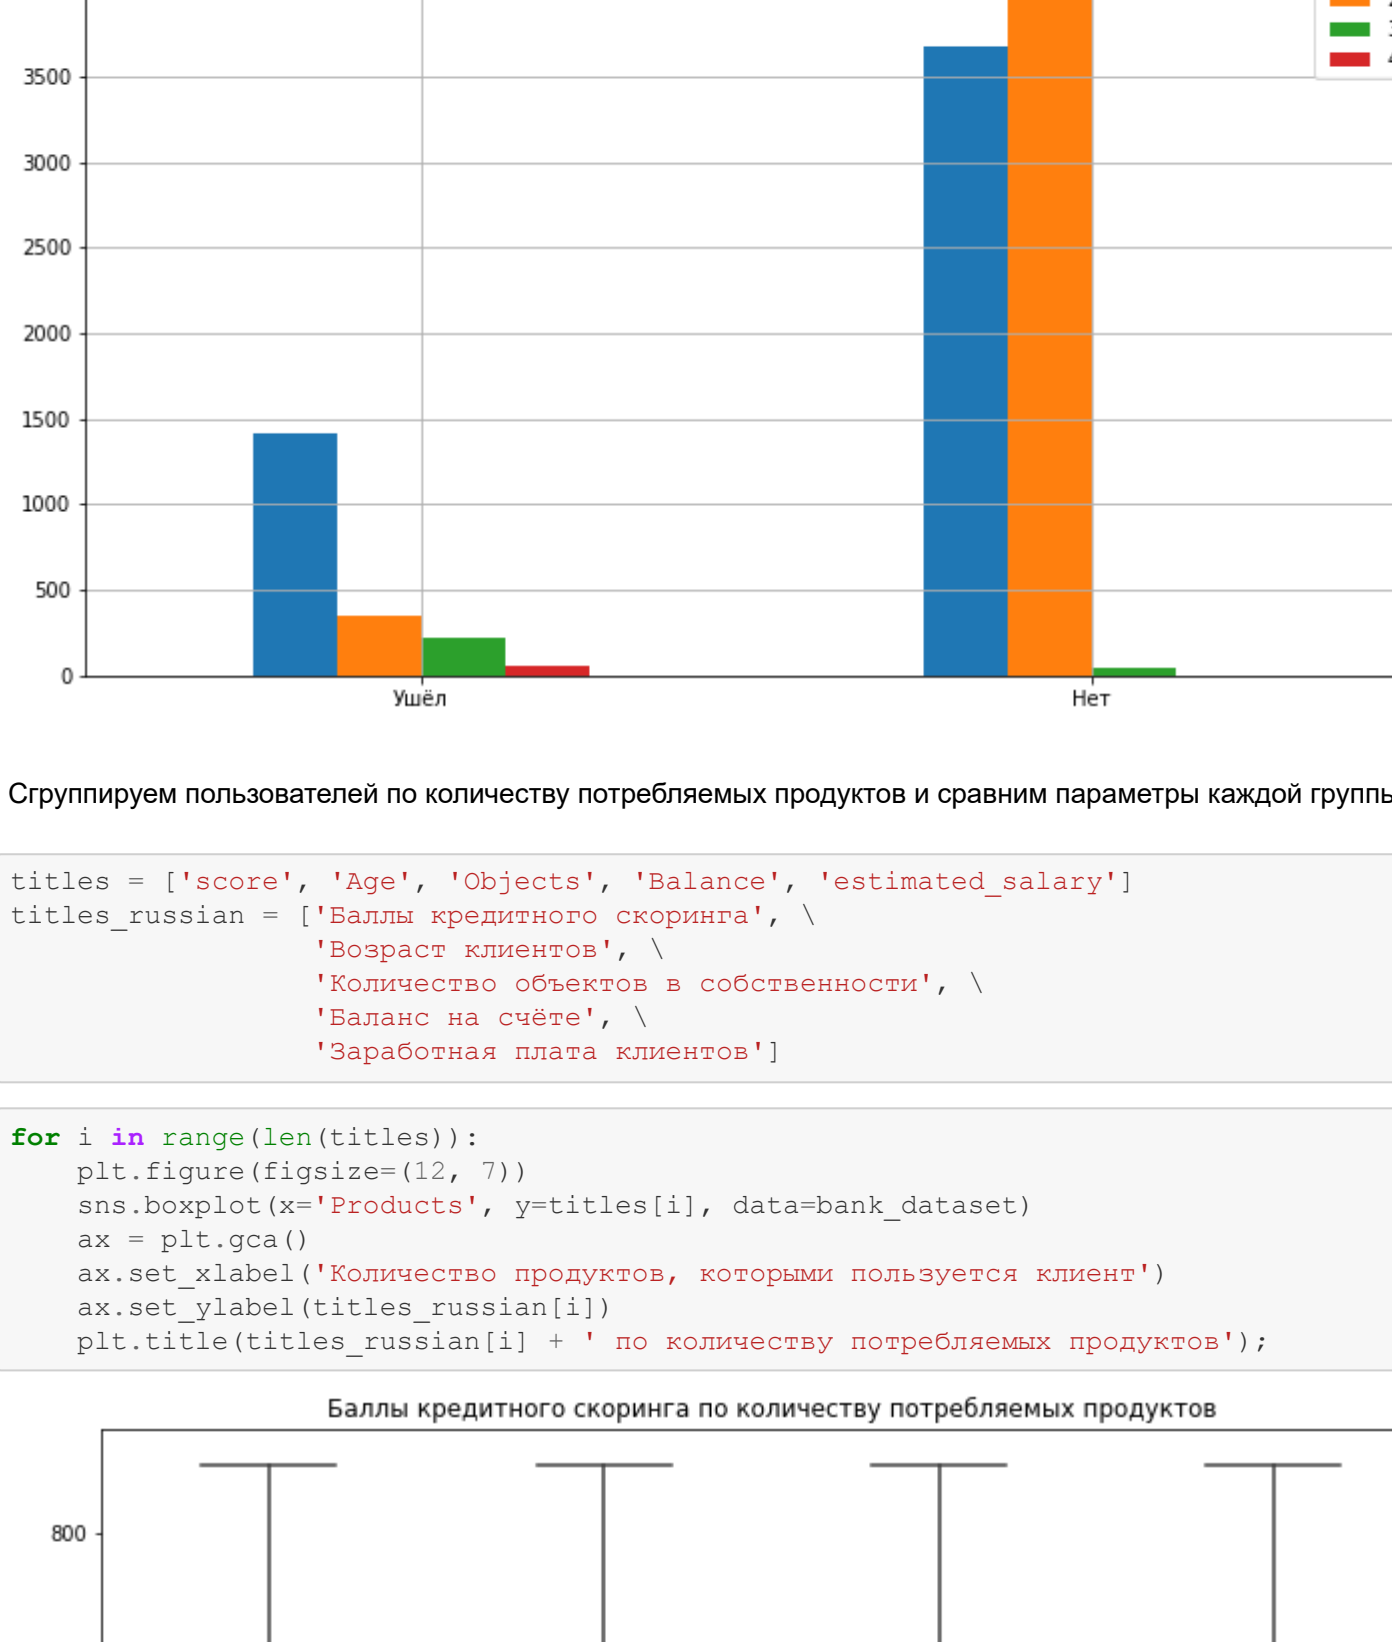 3
3500
4
3000
2500
2000
1500
1000
500
0
Ушёл Нет
Сгруппируем пользователей по количеству потребляемых продуктов и сравним параметры каждой группы
titles = ['score', 'Age', 'Objects', 'Balance', 'estimated_salary']
titles_russian = ['Баллы кредитного скоринга', \
'Возраст клиентов', \
'Количество объектов в собственности', \
'Баланс на счёте', \
'Заработная плата клиентов']
for i in range(len(titles)):
plt.figure(figsize=(12, 7))
sns.boxplot(x='Products', y=titles[i], data=bank_dataset)
ax = plt.gca()
ax.set_xlabel('Количество продуктов, которыми пользуется клиент')
ax.set_ylabel(titles_russian[i])
plt.title(titles_russian[i] + ' по количеству потребляемых продуктов');
Баллы кредитного скоринга по количеству потребляемых продуктов
800